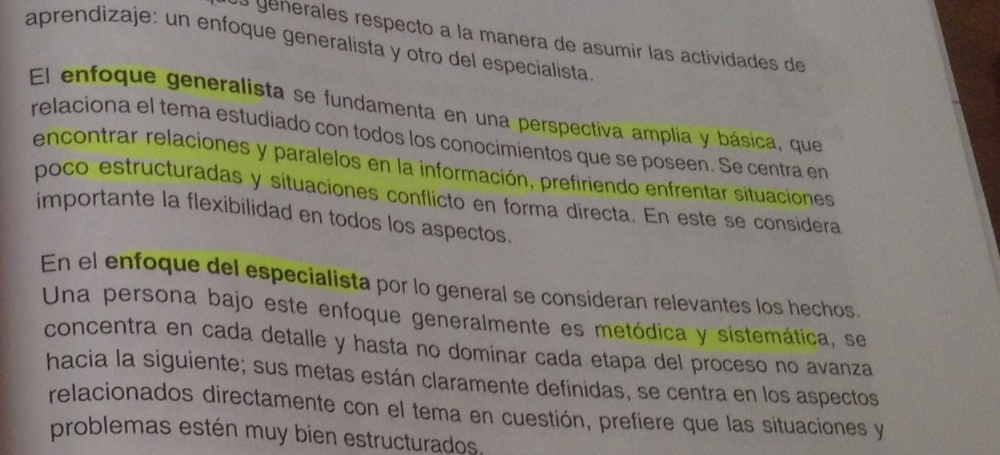 generales respecto a la manera de asumir las actividades de
aprendizaje: un enfoque generalista y otro del especialista.
El enfoque generalista se fundamenta en una perspectiva amplia y básica, que
relaciona el tema estudiado con todos los conocimientos que se poseen. Se centra en
encontrar relaciones y paralelos en la información, prefiriendo enfrentar situaciones
poco estructuradas y situaciones conflicto en forma directa. En este se considera
importante la flexibilidad en todos los aspectos.
En el enfoque del especialista por lo general se consideran relevantes los hechos.
Una persona bajo este enfoque generalmente es metódica y sistemática, se
concentra en cada detalle y hasta no dominar cada etapa del proceso no avanza
hacia la siguiente; sus metas están claramente definidas, se centra en los aspectos
relacionados directamente con el tema en cuestión, prefiere que las situaciones y
problemas estén muy bien estructurados.